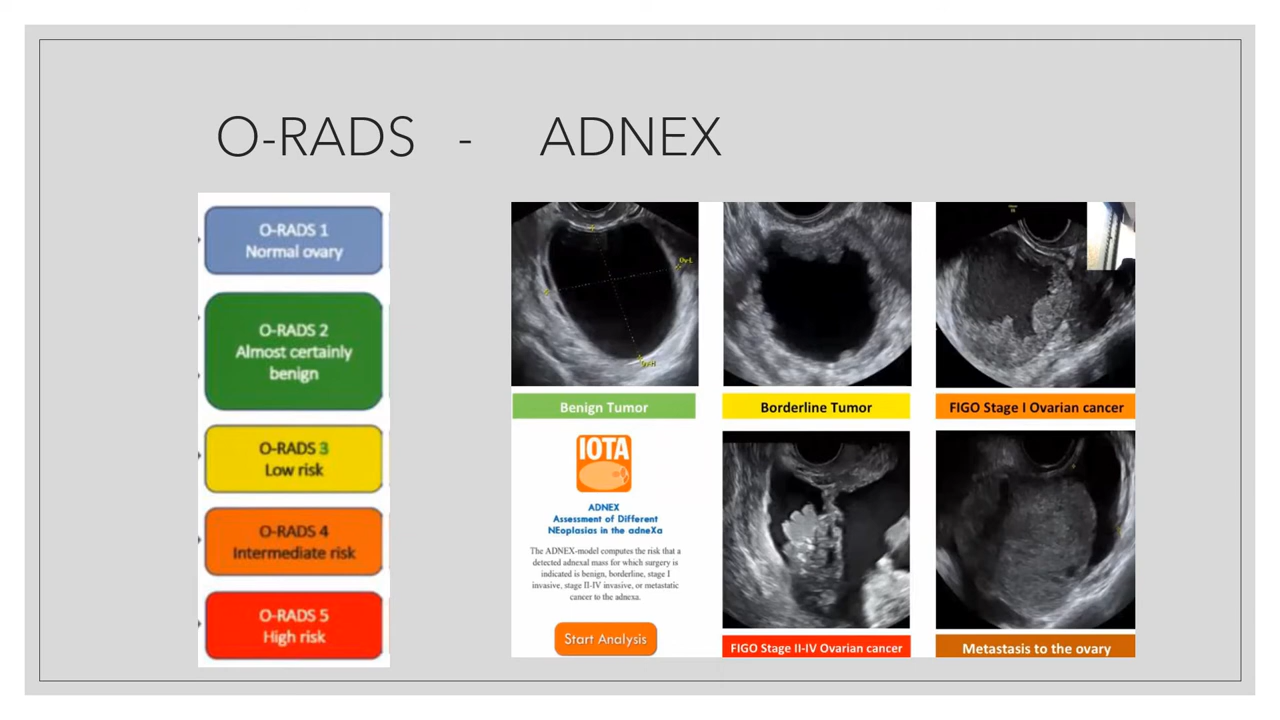 O-RADS - ADNEX
O-RADS 1
Normal ovary
O-RADS 2
Almost certainly
benign
O-RADS 3
Low risk
O-RADS 4
Intermediate risk
O-RADS 5
High risk
Benign Tumor
Borderline Tumor
FIGO Stage I Ovarian cancer
IOTA
ADNEX
Assessment of Different
NEoplasias in the adneXa
The ADNEX-model computes the risk that a
detected adnexal mass for which surgery is
indicated is benign, borderline, stage I
invasive, stage II-IV invasive, or metastatic
cancer to the adnexa.
Start Analysis
FIGO Stage II-IV Ovarian cancer
Metastasis to the ovary